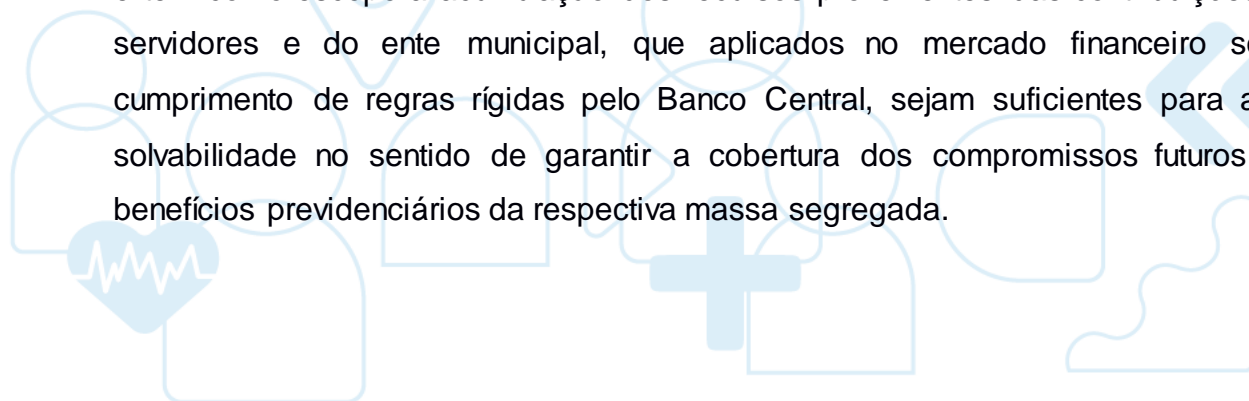 servidores e do ente municipal, que aplicados no mercado financeiro
cumprimento de regras rígidas pelo Banco Central, sejam suficientes para
solvabilidade no sentido de garantir a cobertura dos compromissos futuros
benefícios previdenciários da respectiva massa segregada.